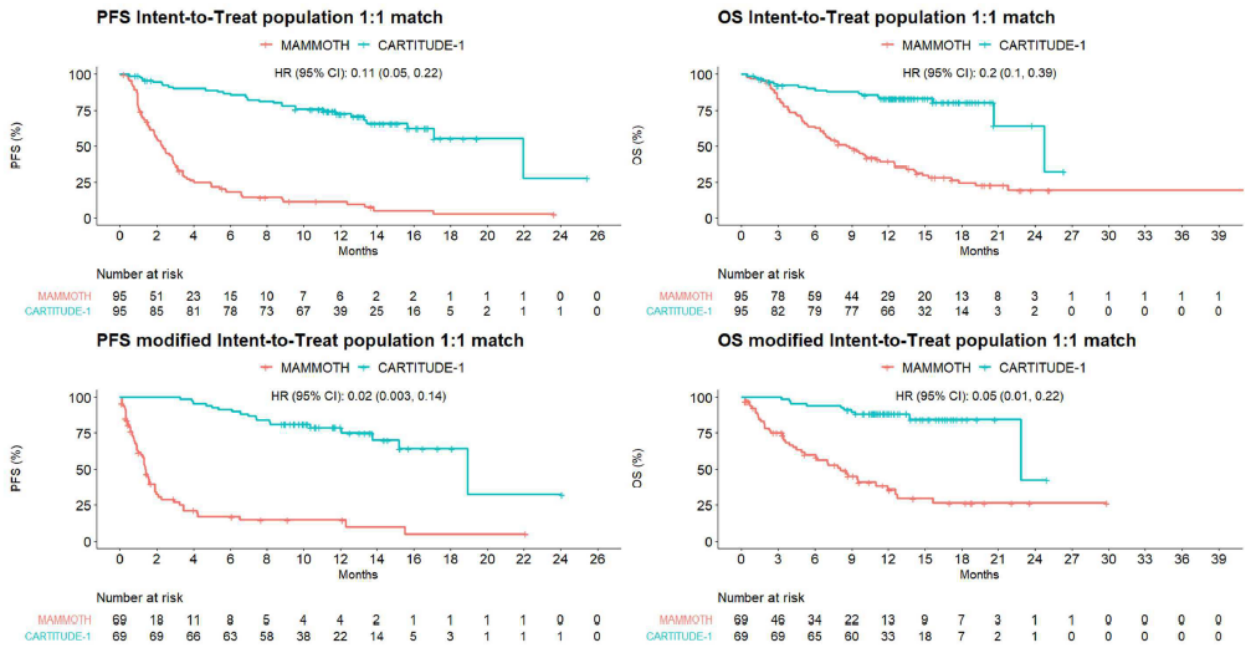 PFS Intent-to-Treat population 1:1 match
MAMMOTH CARTITUDE-1
HR (95% CI): 0.11 (0.05, 0.22)
PFS (%)
100
75
50
25
0
0 2 4 6 8 10 12 14 16 18 20 22 24 26
Months
Number at risk
MAMMOTH 95 51 23 15 10 7 6 2 2 1 1 1 0 0
CARTITUDE-1 95 85 81 78 73 67 39 25 16 5 2 1 1 0
OS Intent-to-Treat population 1:1 match
MAMMOTH CARTITUDE-1
HR (95% CI): 0.2 (0.1, 0.39)
OS (%)
100
75
50
25
0
0 3 6 9 12 15 18 21 24 27 30 33 36 39
Months
Number at risk
MAMMOTH 95 78 59 44 29 20 13 8 3 1 1 1 1 1
CARTITUDE-1 95 82 79 77 66 32 14 3 2 0 0 0 0 0
PFS modified Intent-to-Treat population 1:1 match
MAMMOTH CARTITUDE-1
HR (95% CI): 0.02 (0.003, 0.14)
PFS (%)
100
75
50
25
0
0 2 4 6 8 10 12 14 16 18 20 22 24 26
Months
Number at risk
MAMMOTH 69 18 11 8 5 4 4 2 1 1 1 1 0 0
CARTITUDE-1 69 69 66 63 58 38 22 14 5 3 1 1 1 0
OS modified Intent-to-Treat population 1:1 match
MAMMOTH CARTITUDE-1
HR (95% CI): 0.05 (0.01, 0.22)
OS (%)
100
75
50
25
0
0 3 6 9 12 15 18 21 24 27 30 33 36 39
Months
Number at risk
MAMMOTH 69 46 34 22 13 9 7 3 1 1 0 0 0 0
CARTITUDE-1 69 69 65 60 33 18 7 2 1 0 0 0 0 0